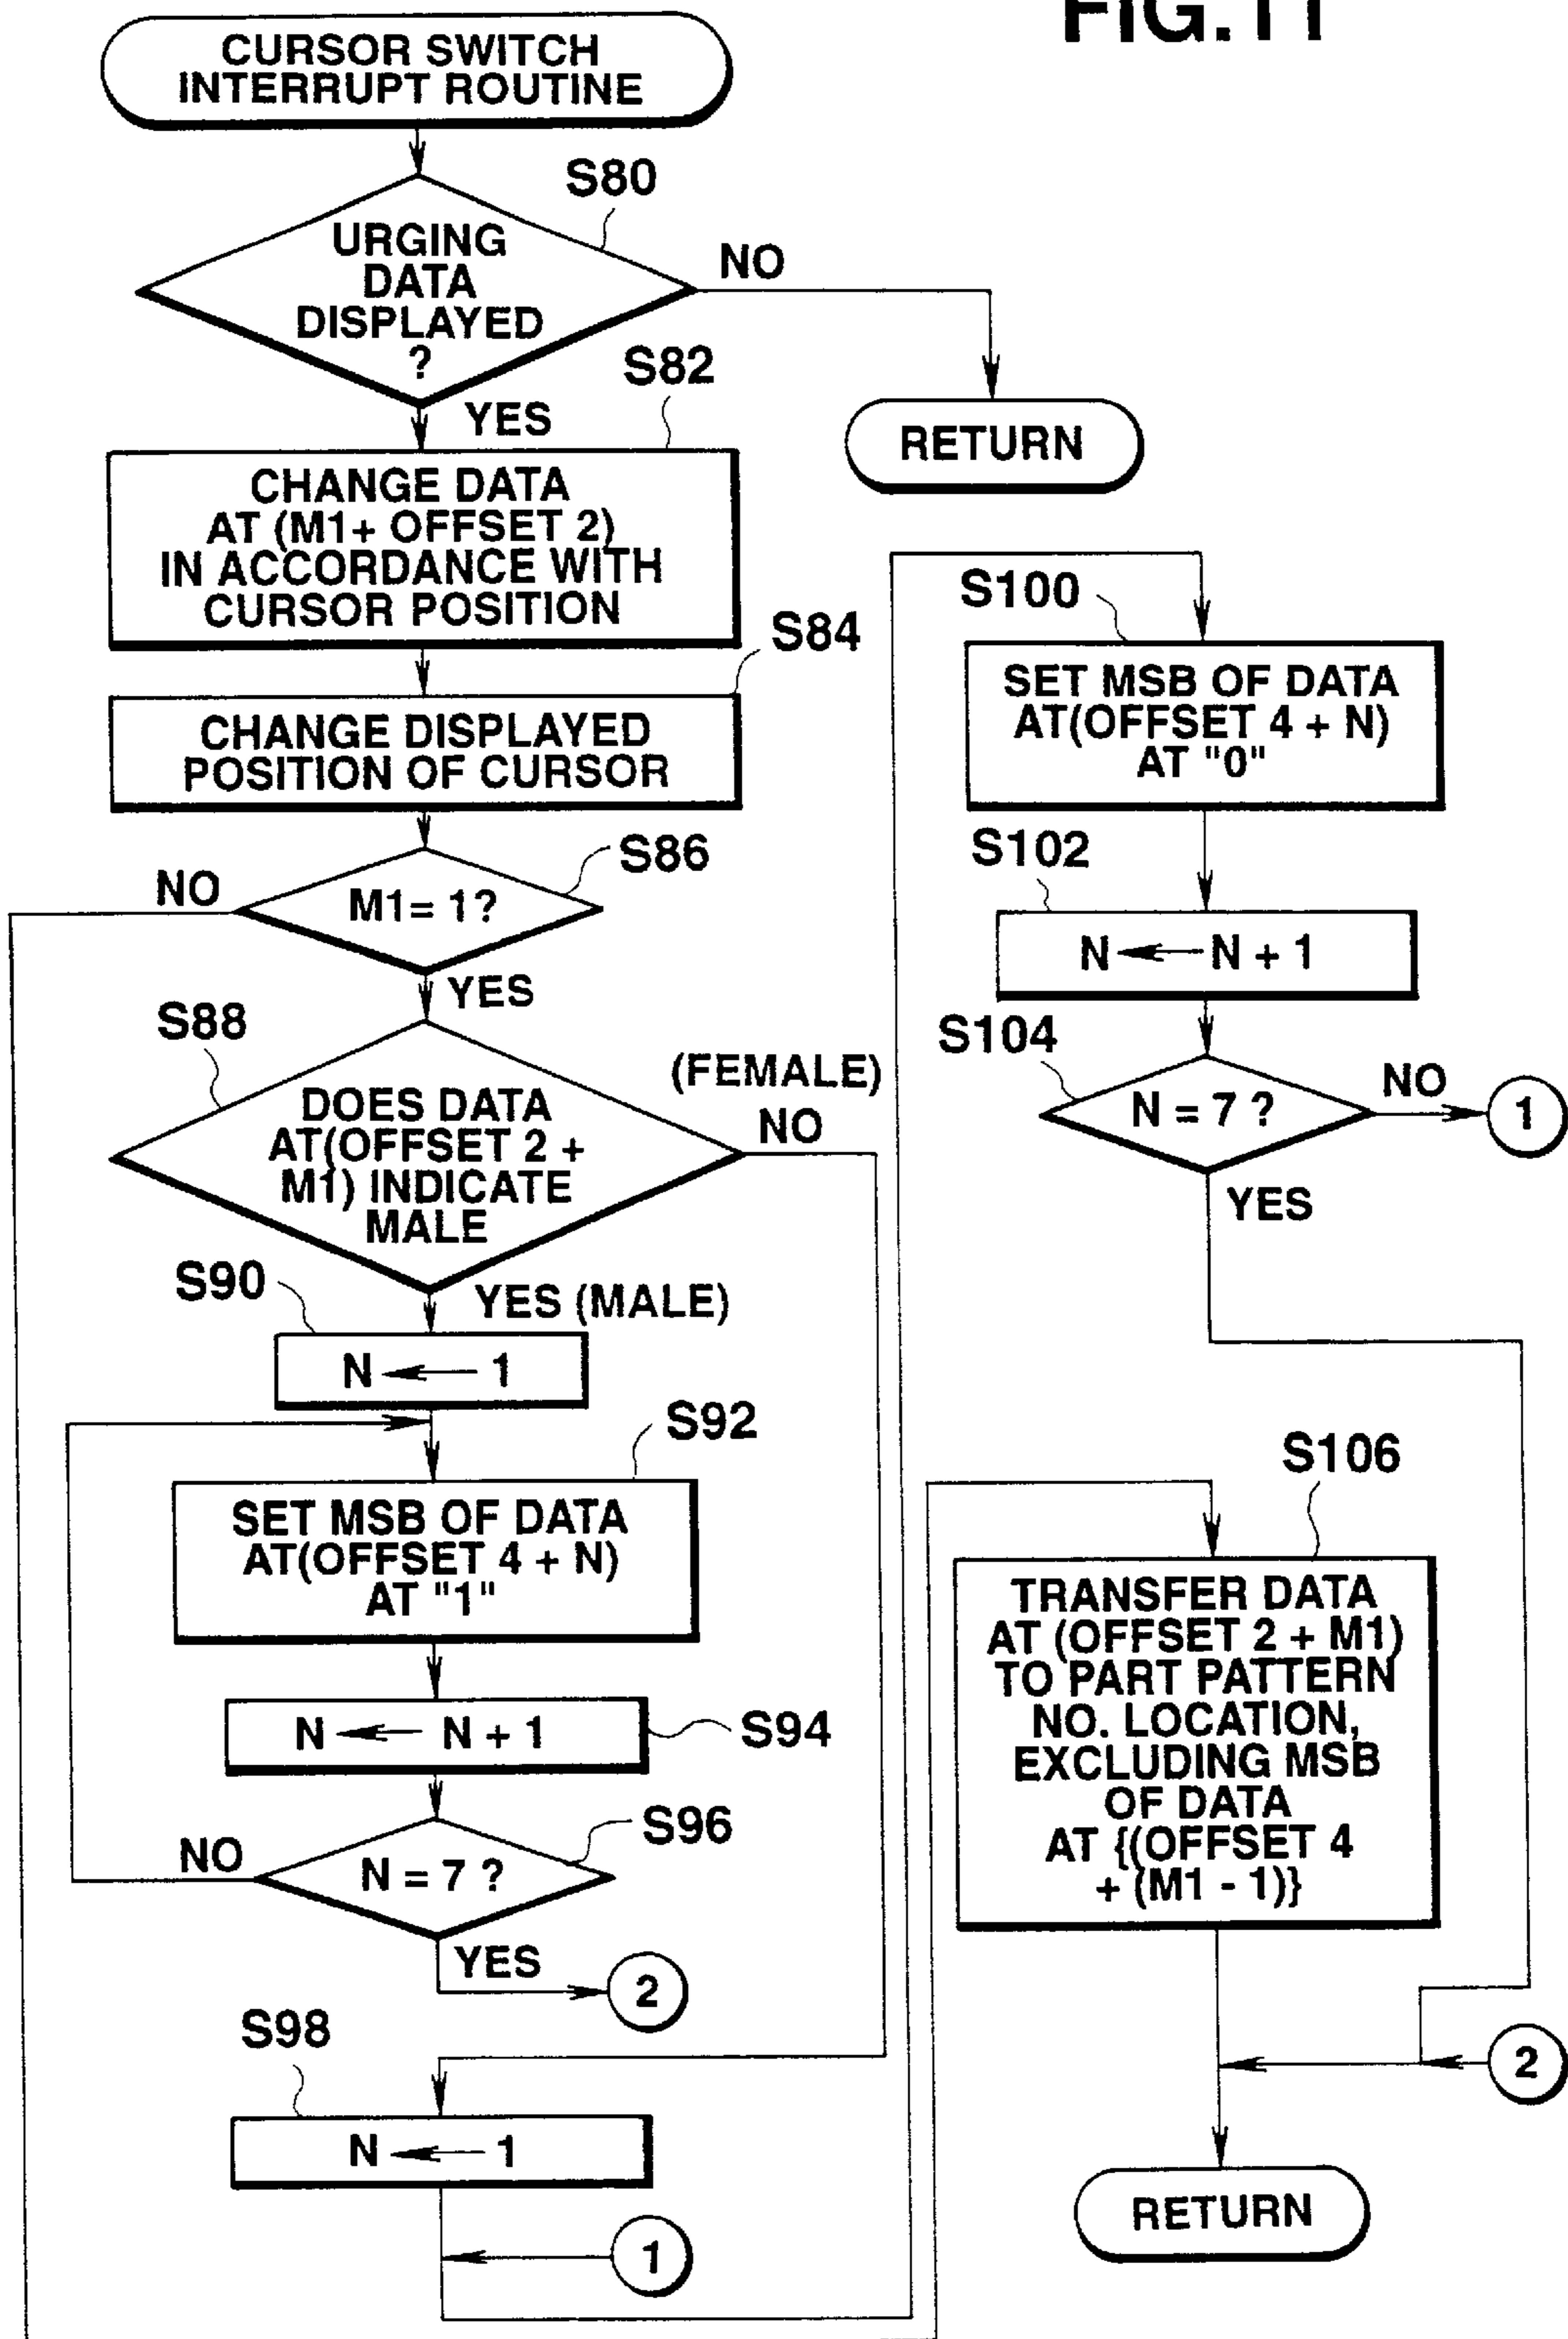 FIG.11
CURSOR SWITCH
INTERRUPT ROUTINE
S80
URGING
DATA
DISPLAYED
?
NO
RETURN
YES
S82
CHANGE DATA
AT (M1+ OFFSET 2)
IN ACCORDANCE WITH
CURSOR POSITION
S84
CHANGE DISPLAYED
POSITION OF CURSOR
S86
M1= 1?
NO
YES
S88
DOES DATA
AT(OFFSET 2 +
M1) INDICATE
MALE
(FEMALE)
NO
YES (MALE)
S90
N ← 1
S92
SET MSB OF DATA
AT(OFFSET 4 + N)
AT "1"
S94
N ← N + 1
S96
N = 7 ?
NO
YES
2
S98
N ← 1
1
S100
SET MSB OF DATA
AT(OFFSET 4 + N)
AT "0"
S102
N ← N + 1
S104
N = 7 ?
NO
1
YES
S106
TRANSFER DATA
AT (OFFSET 2 + M1)
TO PART PATTERN
NO. LOCATION,
EXCLUDING MSB
OF DATA
AT {(OFFSET 4
+ (M1 - 1)}
2
RETURN